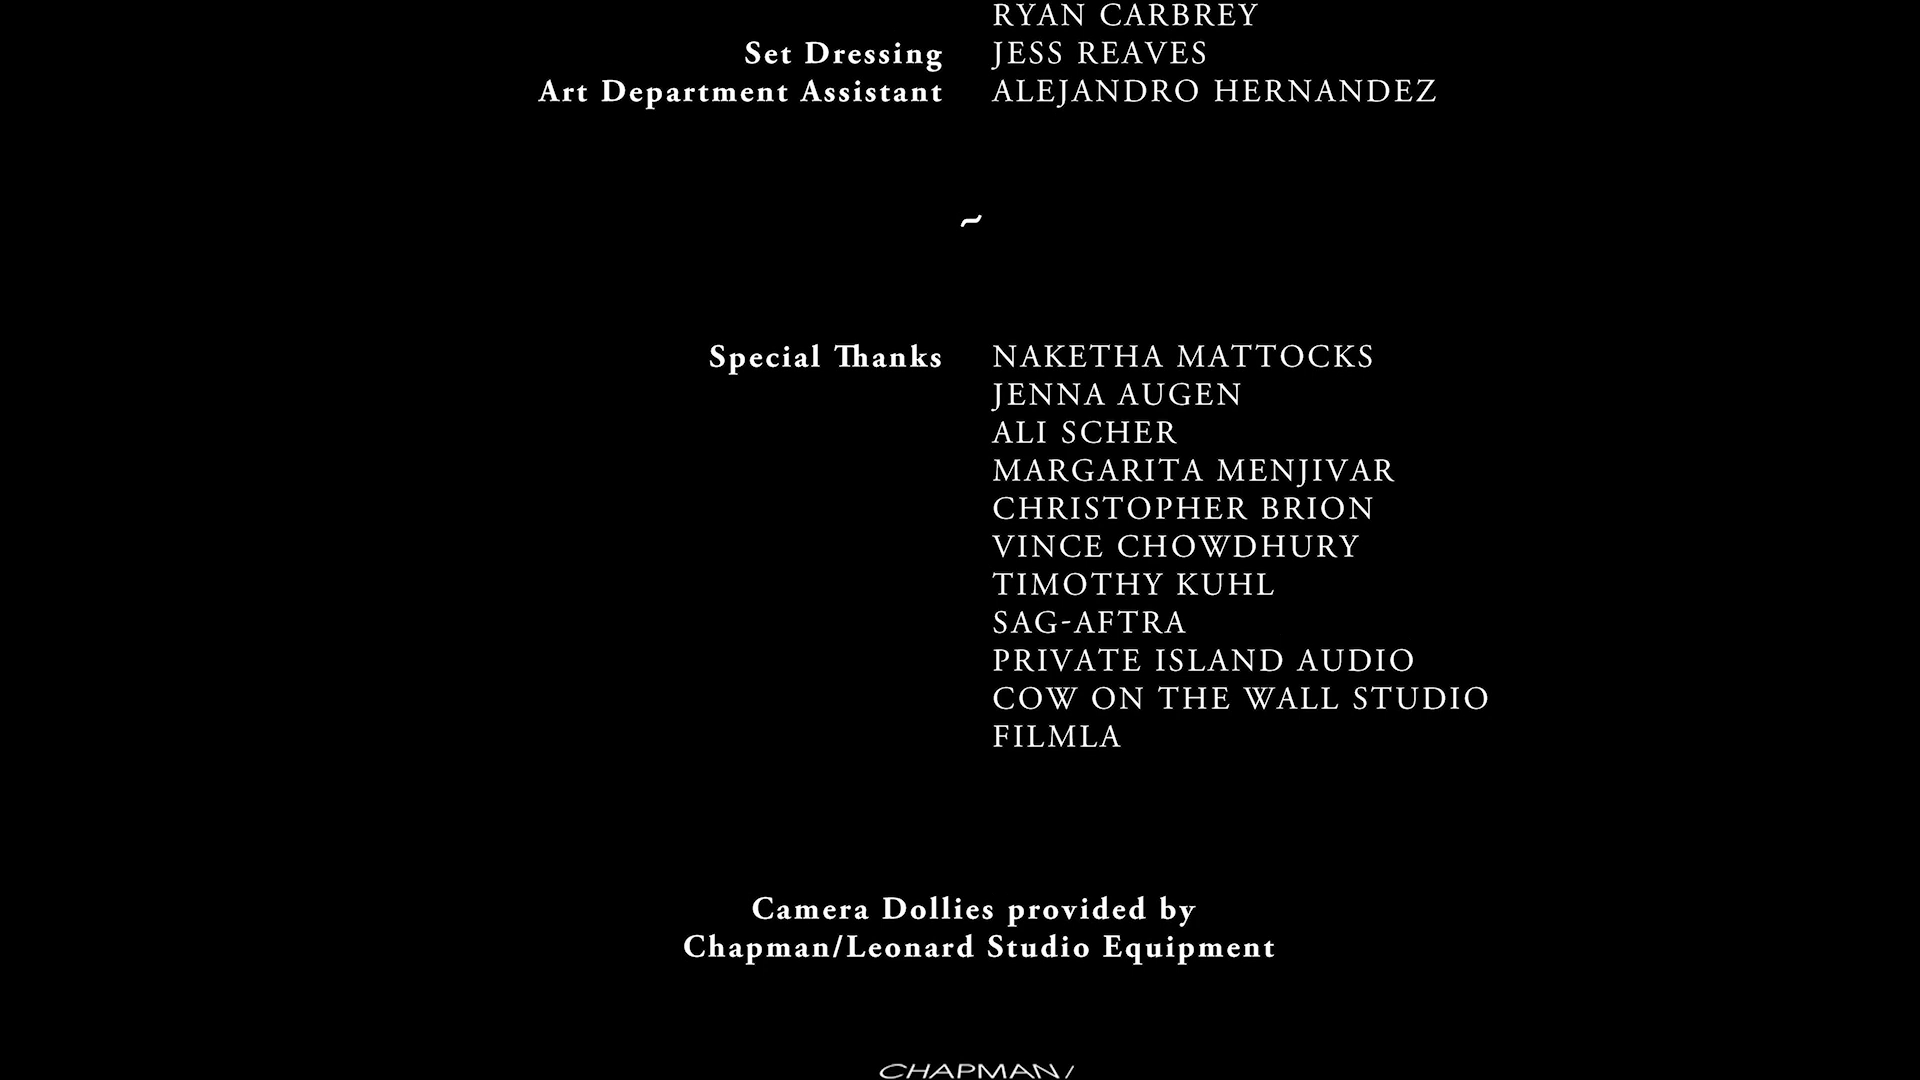 RYAN CARBREY
Set Dressing JESS REAVES
Art Department Assistant ALEJANDRO HERNANDEZ
~
Special Thanks NAKETHA MATTOCKS
JENNA AUGEN
ALI SCHER
MARGARITA MENJIVAR
CHRISTOPHER BRION
VINCE CHOWDHURY
TIMOTHY KUHL
SAG-AFTRA
PRIVATE ISLAND AUDIO
COW ON THE WALL STUDIO
FILMLA
Camera Dollies provided by
Chapman/Leonard Studio Equipment
CHAPMAN/